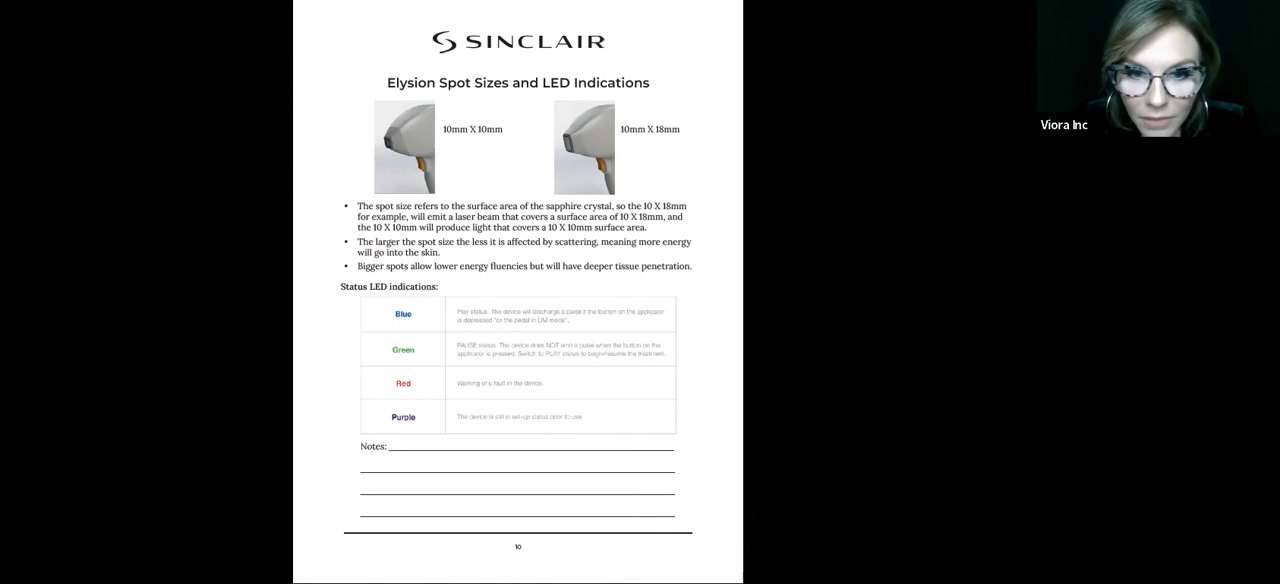 SINCLAIR
Elysion Spot Sizes and LED Indications
10mm X 10mm
10mm X 18mm
• The spot size refers to the surface area of the sapphire crystal, so the 10 X 18mm
for example, will emit a laser beam that covers a surface area of 10 X 18mm, and
the 10 X 10mm will produce light that covers a 10 X 10mm surface area.
• The larger the spot size the less it is affected by scattering, meaning more energy
will go into the skin.
• Bigger spots allow lower energy fluencies but will have deeper tissue penetration.
Status LED indications:
Blue
Play status. The device will discharge a pulse if the button on the applicator
is depressed "or the pedal in DM mode".
Green
PAUSE status. The device does NOT emit a pulse when the button on the
applicator is pressed. Switch to PLAY status to begin/resume the treatment.
Red
Warning of a fault in the device.
Purple
The device is still in set-up status prior to use
Notes:
10
Viora Inc